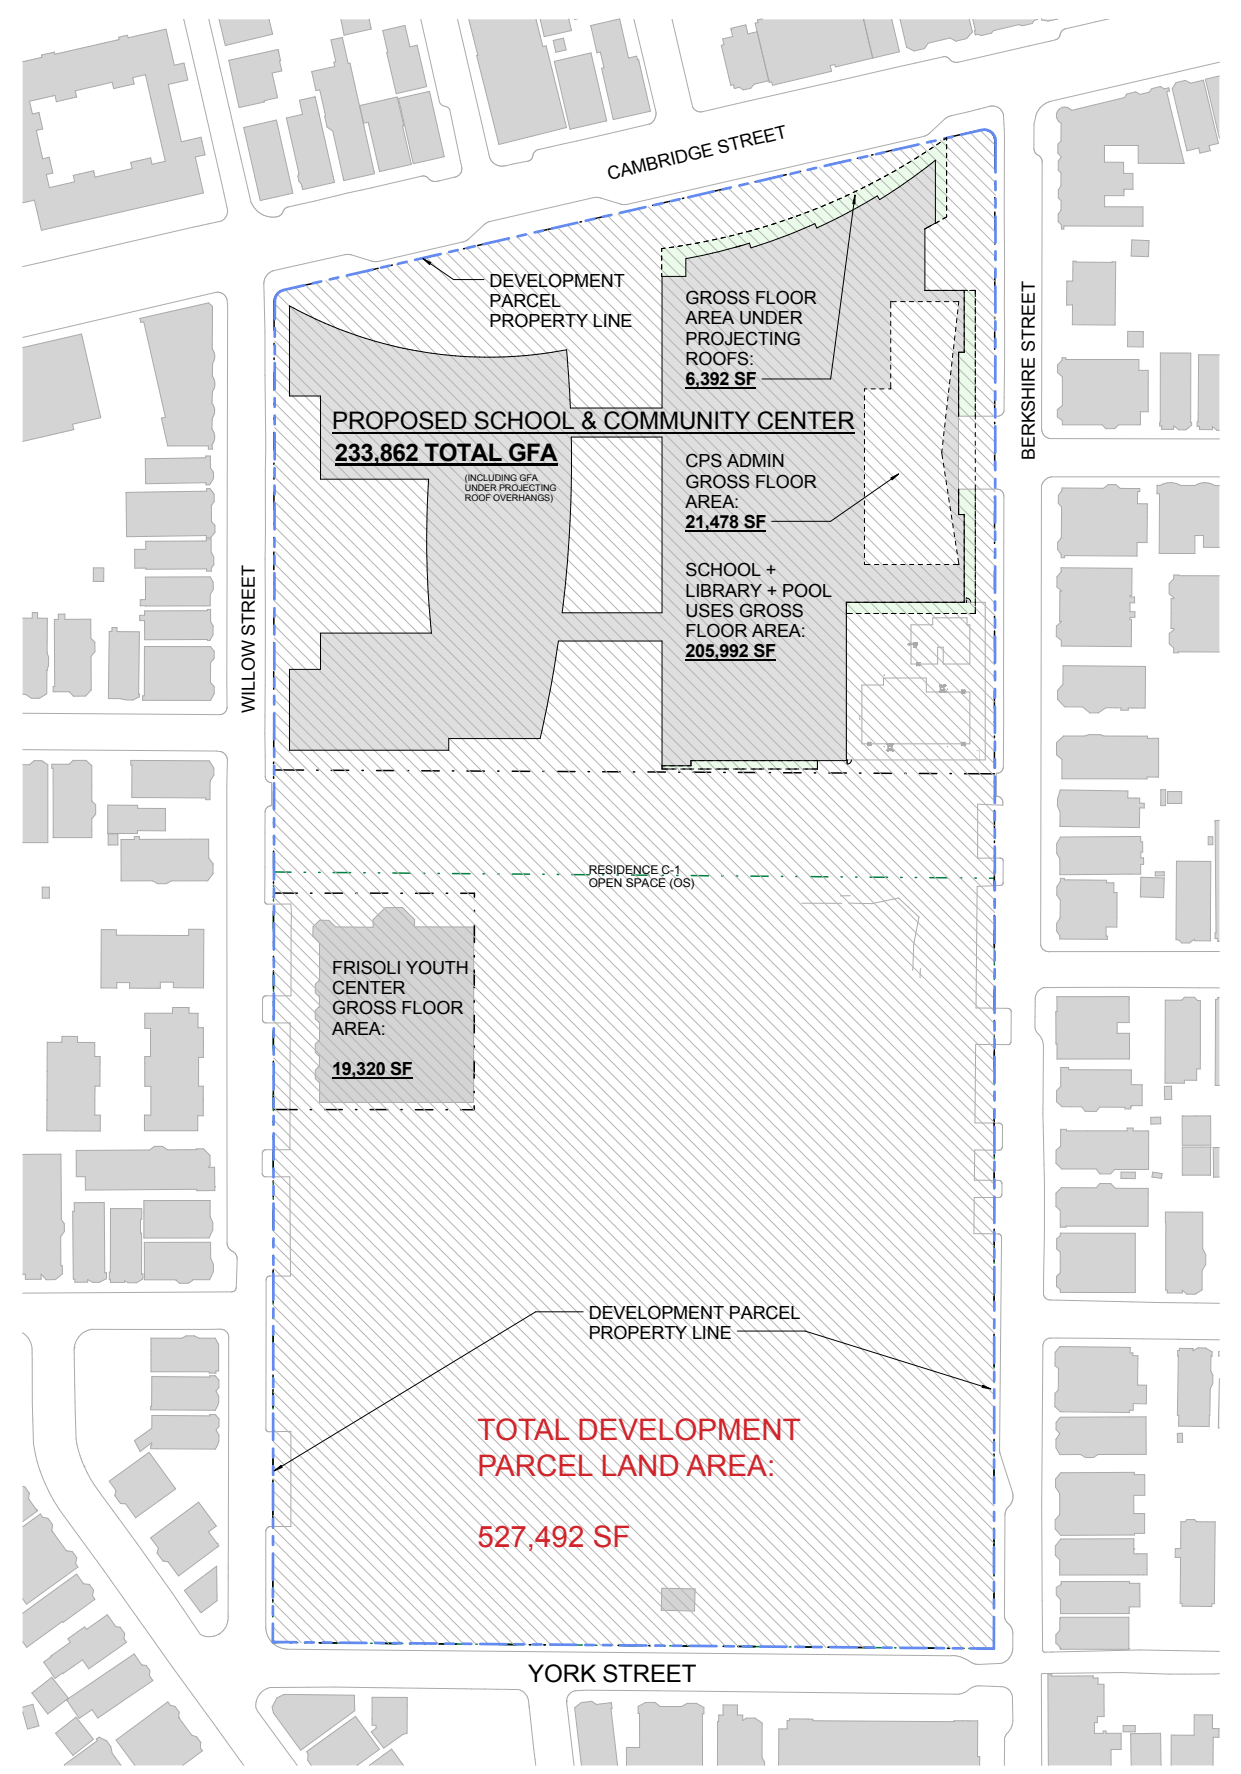 CAMBRIDGE STREET
DEVELOPMENT
PARCEL
PROPERTY LINE
GROSS FLOOR
AREA UNDER
PROJECTING
ROOFS:
6,392 SF
BERKSHIRE STREET
PROPOSED SCHOOL & COMMUNITY CENTER
233,862 TOTAL GFA
(INCLUDING GFA
UNDER PROJECTING
ROOF OVERHANGS)
CPS ADMIN
GROSS FLOOR
AREA:
21,478 SF
SCHOOL +
LIBRARY + POOL
USES GROSS
FLOOR AREA:
205,992 SF
WILLOW STREET
RESIDENCE C-1
OPEN SPACE (OS)
FRISOLI YOUTH
CENTER
GROSS FLOOR
AREA:
19,320 SF
DEVELOPMENT PARCEL
PROPERTY LINE
TOTAL DEVELOPMENT
PARCEL LAND AREA:
527,492 SF
YORK STREET